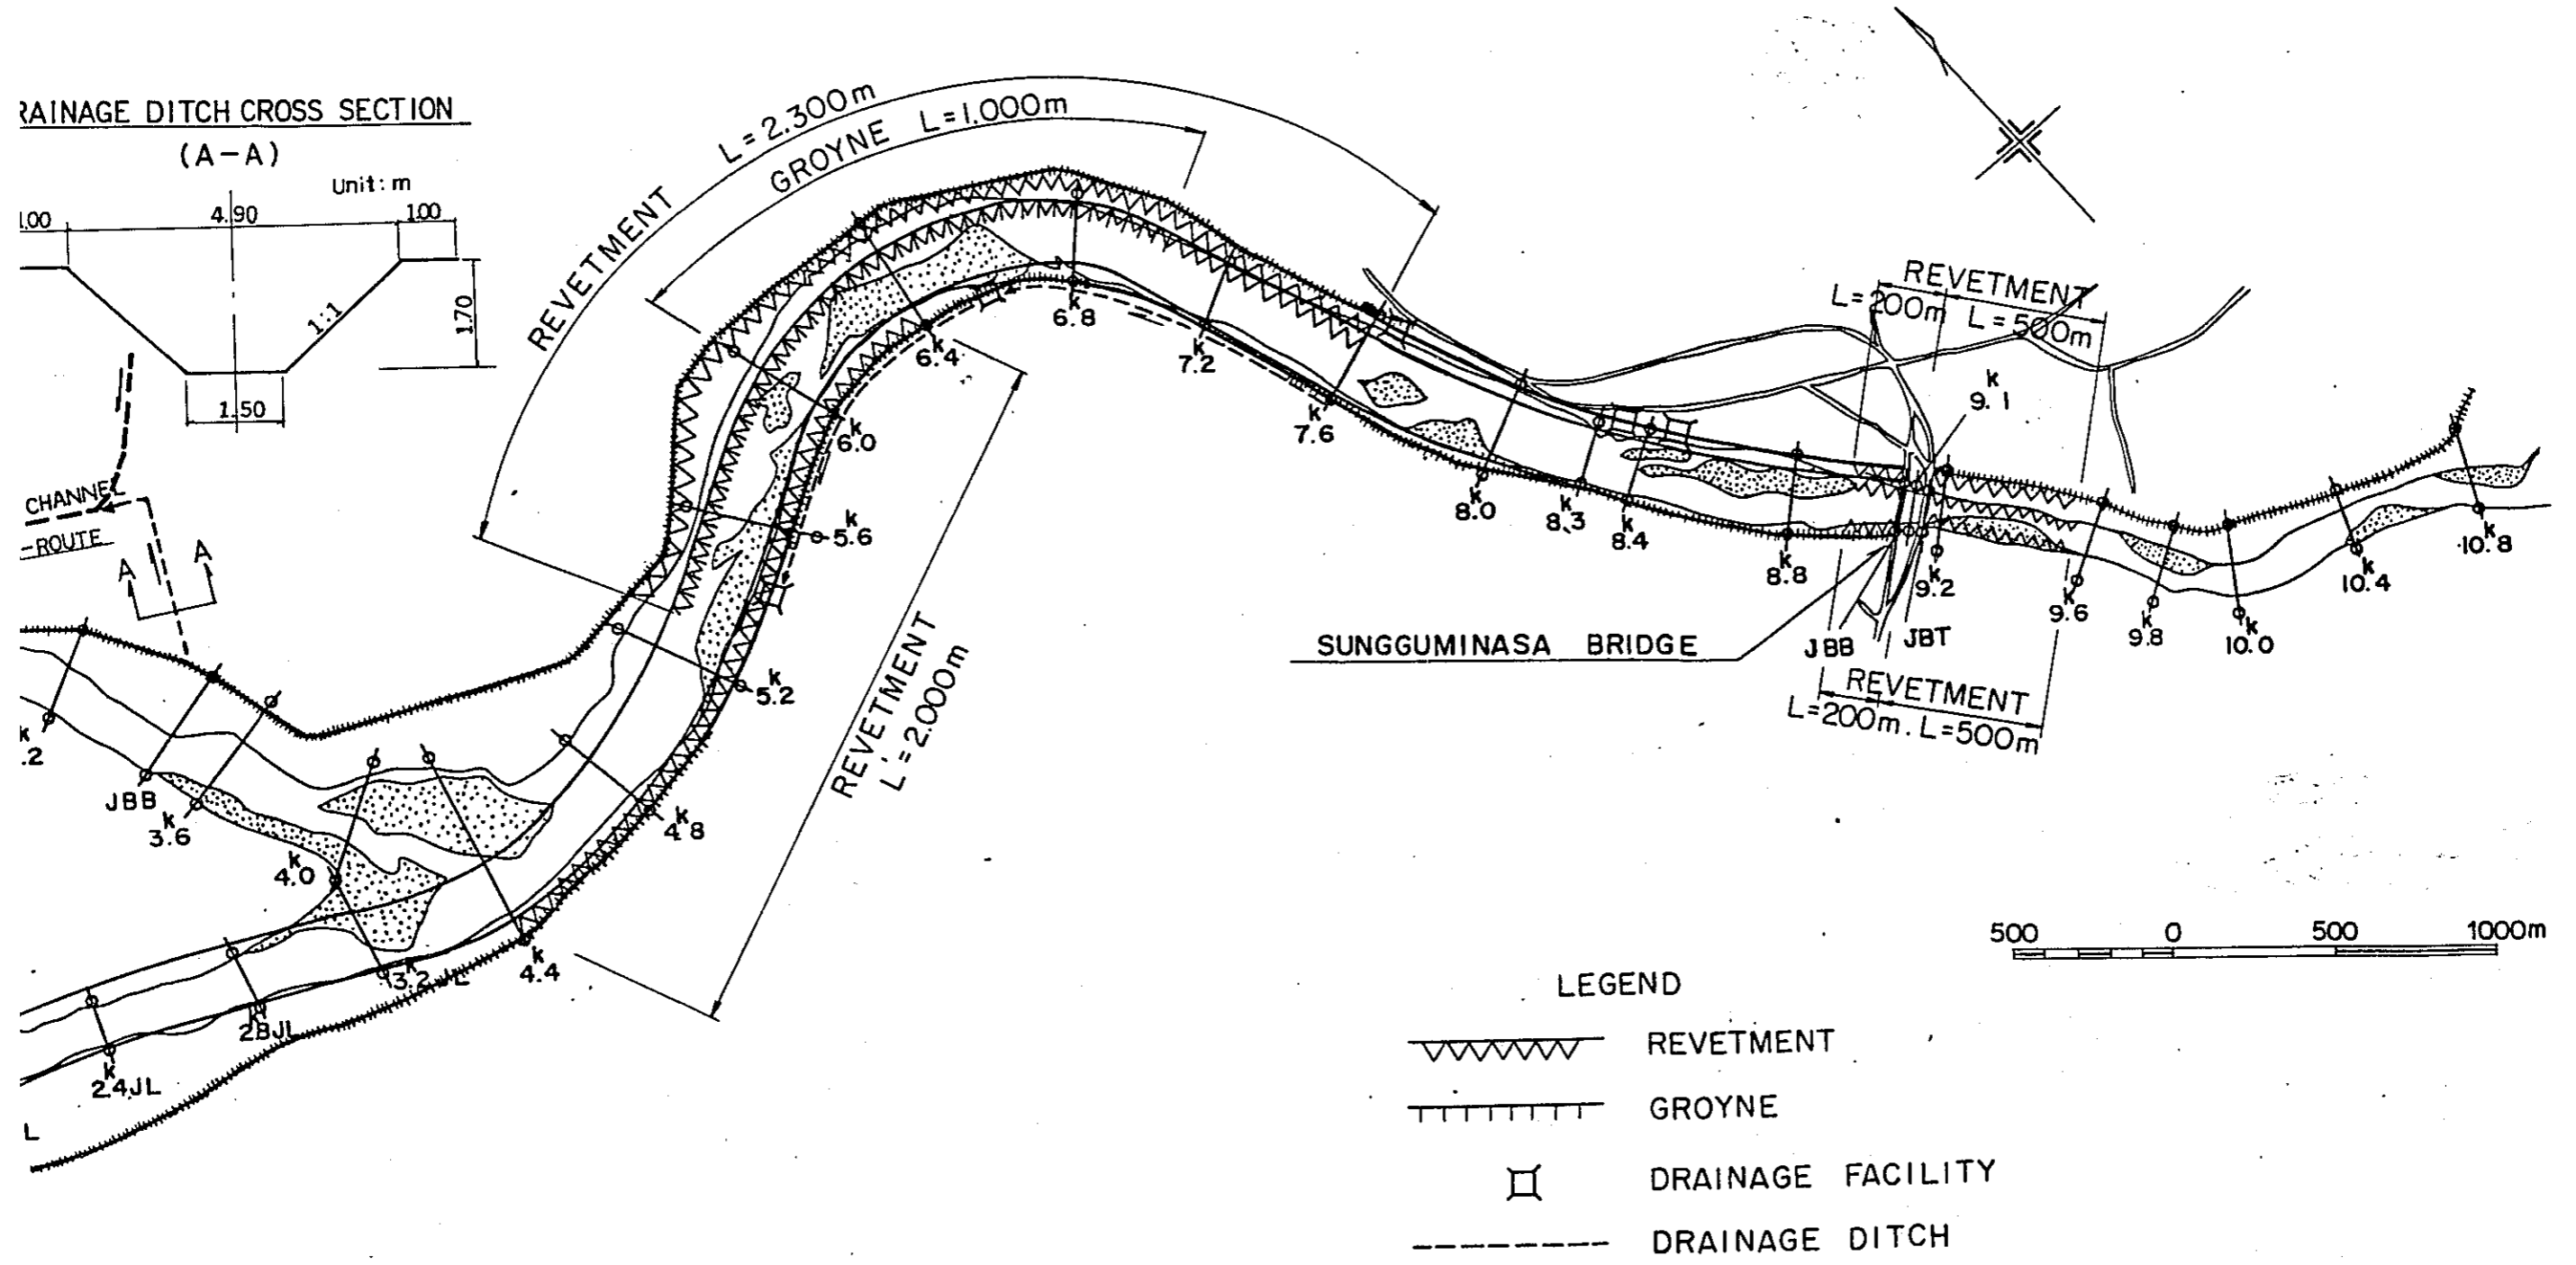 RAINAGE DITCH CROSS SECTION
(A-A)
Unit: m
1.00
4.90
1.00
1:1
1.70
1.50
CHANNEL
-ROUTE
A
A
REVETMENT L=2.300m
GROYNE L=1.000m
REVETMENT
L=2.000m
REVETMENT
L=200m
L=500m
k
.2
JBB
k
3.6
k
4.0
k
4.4
k
4.8
k
5.2
k
5.6
k
6.0
k
6.4
k
6.8
k
7.2
k
7.6
k
8.0
k
8.3
k
8.4
k
8.8
k
9.1
k
9.2
k
9.6
k
9.8
k
10.0
k
10.4
k
10.8
k
3.2 JL
k
2.8JL
k
2.4JL
L
SUNGGUMINASA BRIDGE
JBB
JBT
REVETMENT
L=200m. L=500m
500 0 500 1000m
LEGEND
REVETMENT
GROYNE
DRAINAGE FACILITY
DRAINAGE DITCH